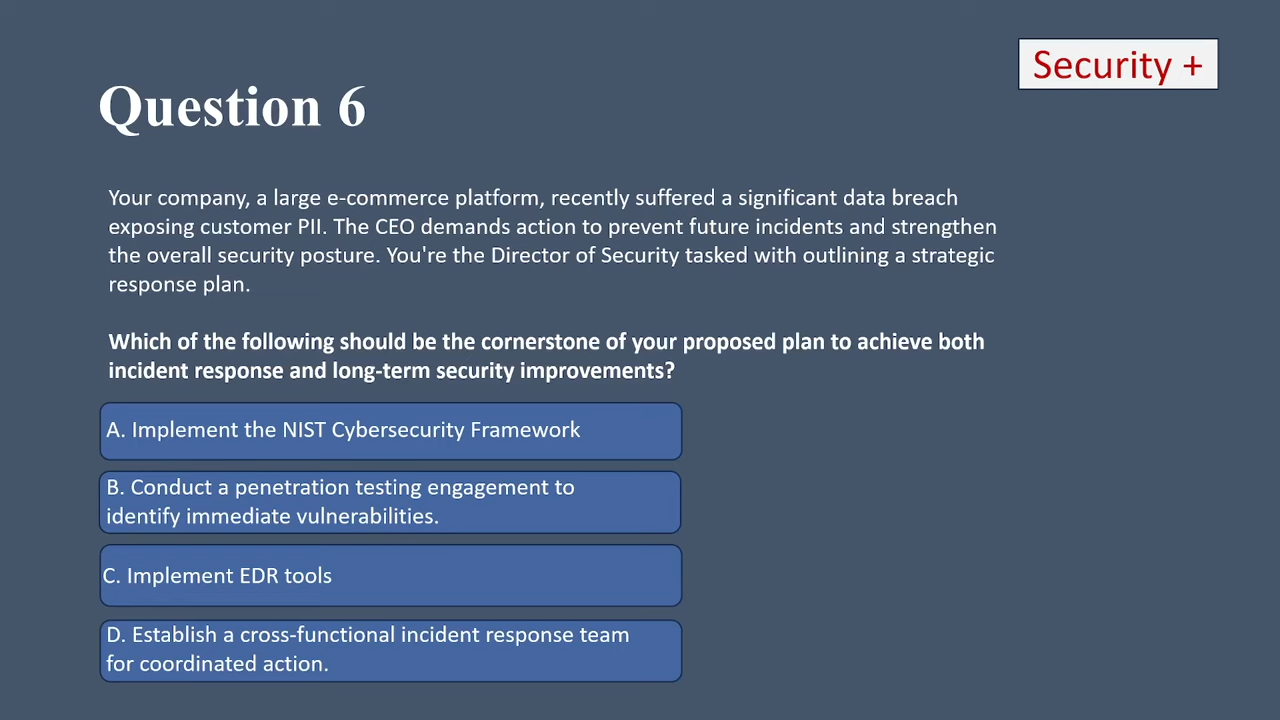 Security +
Question 6
Your company, a large e-commerce platform, recently suffered a significant data breach
exposing customer PII. The CEO demands action to prevent future incidents and strengthen
the overall security posture. You're the Director of Security tasked with outlining a strategic
response plan.
Which of the following should be the cornerstone of your proposed plan to achieve both
incident response and long-term security improvements?
A. Implement the NIST Cybersecurity Framework
B. Conduct a penetration testing engagement to
identify immediate vulnerabilities.
C. Implement EDR tools
D. Establish a cross-functional incident response team
for coordinated action.